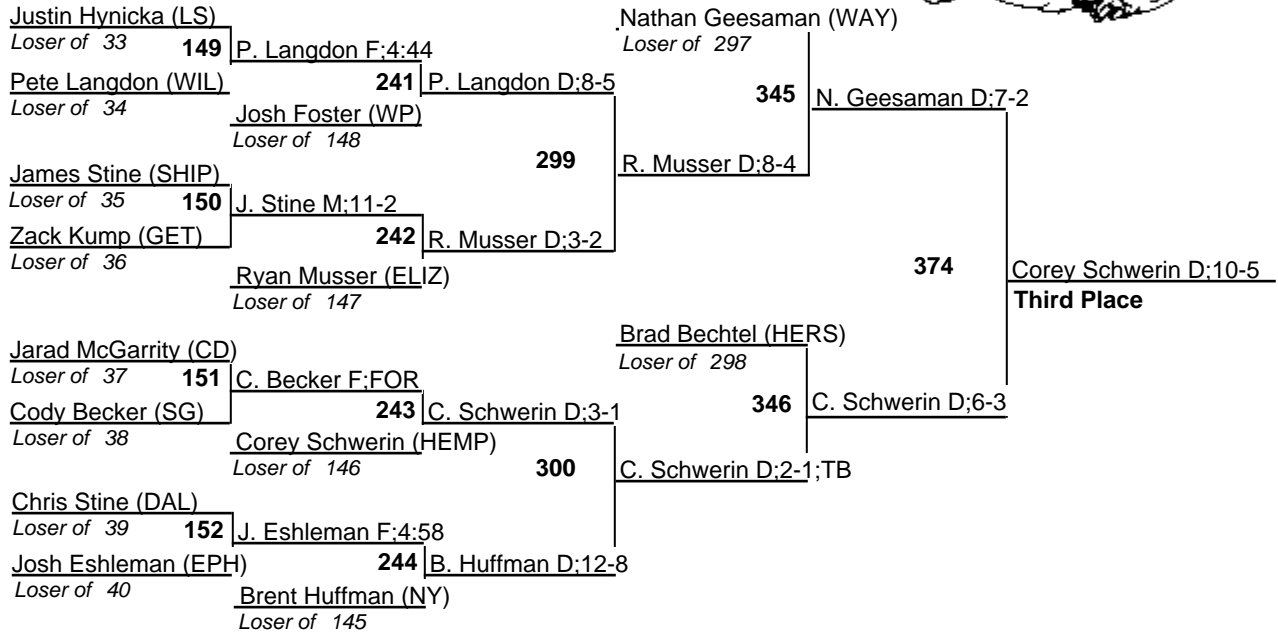 Justin Hynicka (LS)
Loser of 33
149
P. Langdon F;4:44
Pete Langdon (WIL)
Loser of 34
241
P. Langdon D;8-5
Josh Foster (WP)
Loser of 148
James Stine (SHIP)
Loser of 35
150
J. Stine M;11-2
Zack Kump (GET)
Loser of 36
242
R. Musser D;3-2
Ryan Musser (ELIZ)
Loser of 147
299
R. Musser D;8-4
Nathan Geesaman (WAY)
Loser of 297
345
N. Geesaman D;7-2
Jarad McGarrity (CD)
Loser of 37
151
C. Becker F;FOR
Cody Becker (SG)
Loser of 38
243
C. Schwerin D;3-1
Corey Schwerin (HEMP)
Loser of 146
Chris Stine (DAL)
Loser of 39
152
J. Eshleman F;4:58
Josh Eshleman (EPH)
Loser of 40
244
B. Huffman D;12-8
Brent Huffman (NY)
Loser of 145
300
C. Schwerin D;2-1;TB
Brad Bechtel (HERS)
Loser of 298
346
C. Schwerin D;6-3
374
Corey Schwerin D;10-5
Third Place